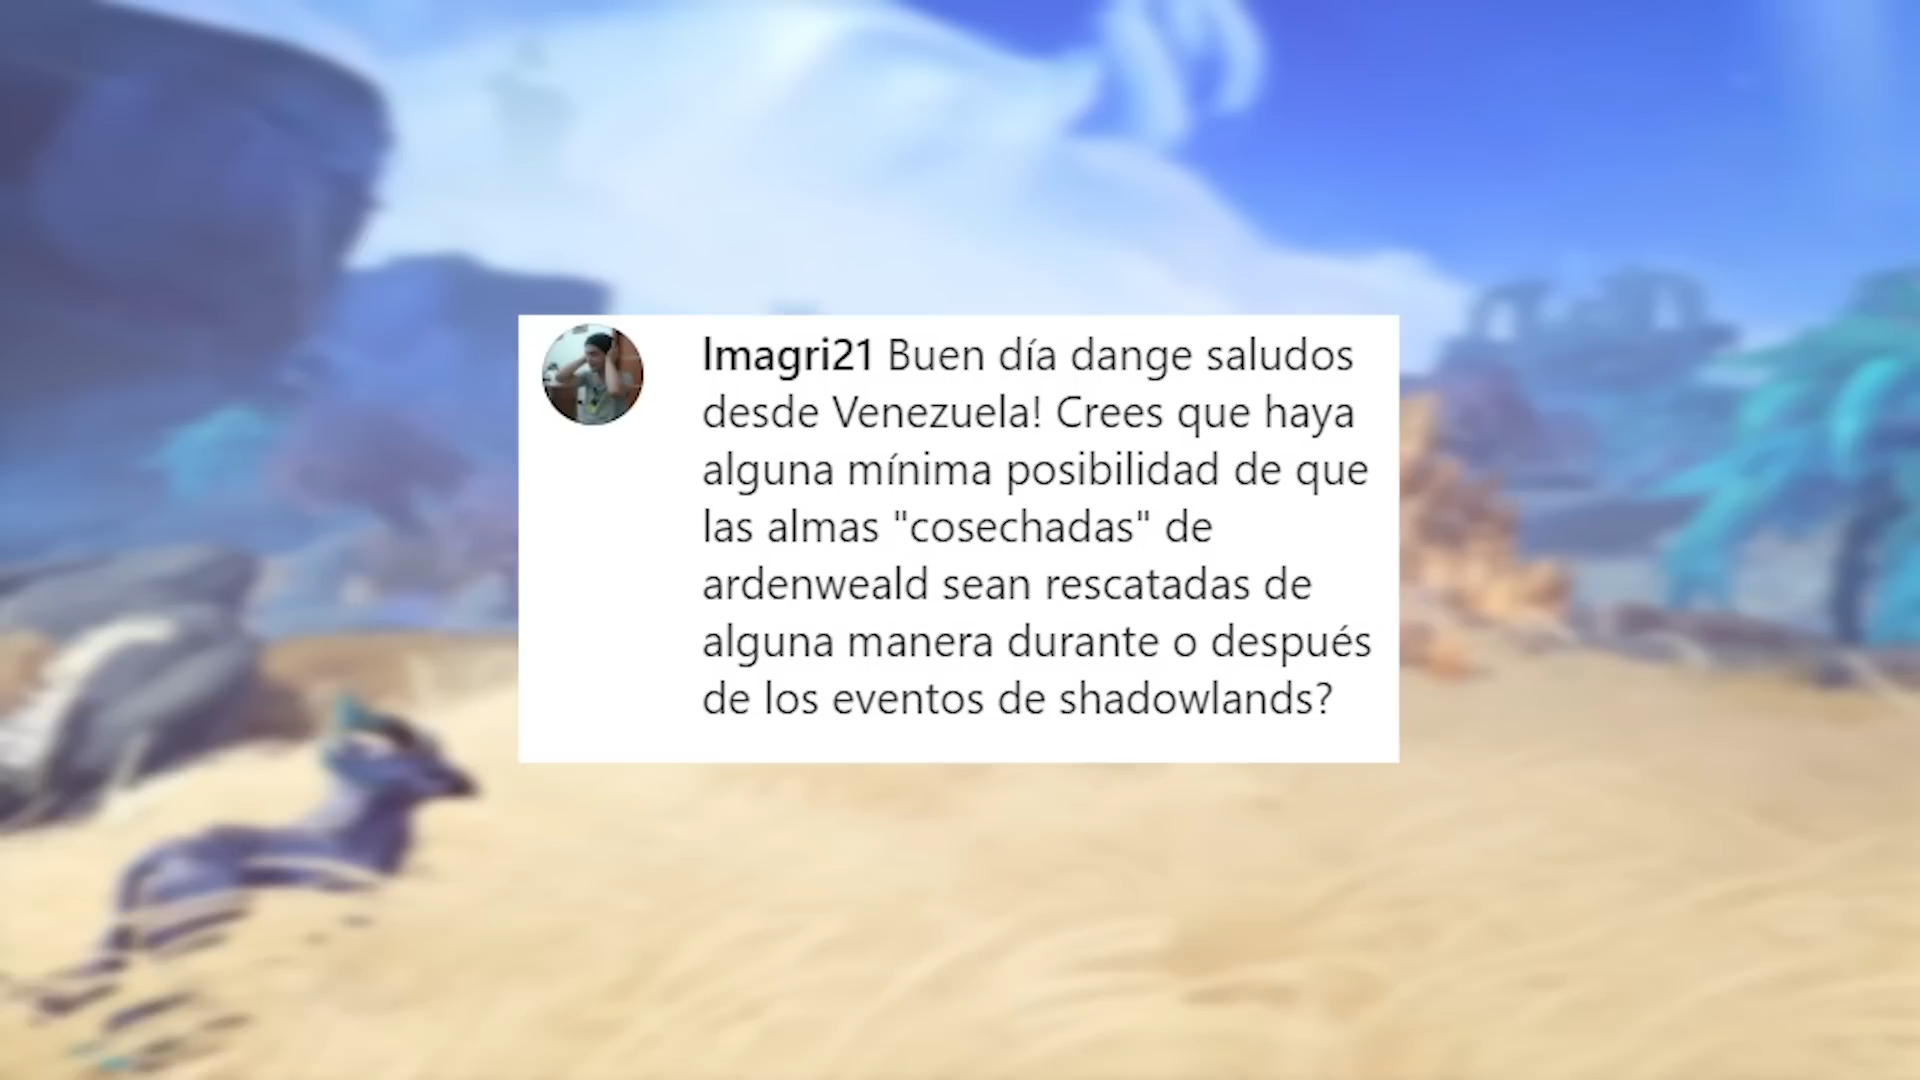 lmagri21 Buen día dange saludos
desde Venezuela! Crees que haya
alguna mínima posibilidad de que
las almas "cosechadas" de
ardenweald sean rescatadas de
alguna manera durante o después
de los eventos de shadowlands?